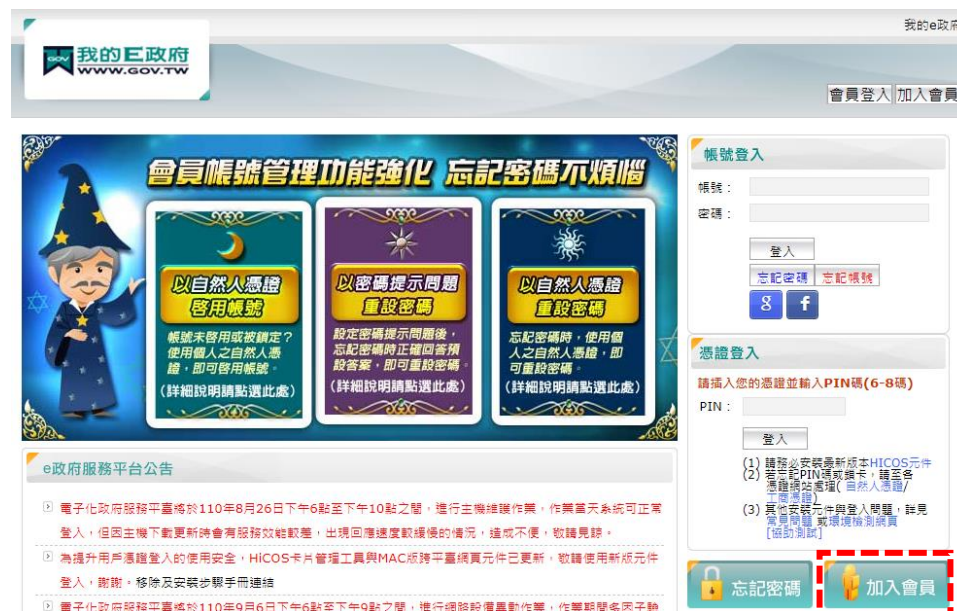 我的e政府
我的E政府
WWW.GOV.TW
會員登入 加入會員
會員帳號管理功能強化 忘記密碼不煩惱
以自然人憑證
啓用帳號
帳號未啓用或被鎖定？
使用個人之自然人憑
證，即可啓用帳號。
(詳細說明請點選此處)
以密碼提示問題
重設密碼
設定密碼提示問題後，
忘記密碼時正確回答預
設答案，即可重設密碼。
(詳細說明請點選此處)
以自然人憑證
重設密碼
忘記密碼時，使用個
人之自然人憑證，即
可重設密碼。
(詳細說明請點選此處)
帳號登入
帳號：
密碼：
登入
忘記密碼 忘記帳號
8 f
憑證登入
請插入您的憑證並輸入PIN碼(6-8碼)
PIN：
登入
(1) 請務必安裝最新版本HICOS元件
(2) 若忘記PIN碼或鎖卡，請至各
憑證網站處理( 自然人憑證/
工商憑證)
(3) 其他安裝元件與登入問題，詳見
常見問題 或環境檢測網頁
[協助測試]
忘記密碼
加入會員
e政府服務平台公告
電子化政府服務平臺將於110年8月26日下午6點至下午10點之間，進行主機維護作業，作業當天系統可正常
登入，但因主機下載更新時會有服務效能較差，出現回應速度較緩慢的情況，造成不便，敬請見諒。
為提升用戶憑證登入的使用安全，HiCOS卡片管理工具與MAC版跨平臺網頁元件已更新，敬請使用新版元件
登入，謝謝。移除及安裝步驟手冊連結
電子化政府服務平臺將於110年9月6日下午6點至下午9點之間，進行網路設備異動作業，作業期間多因子驗